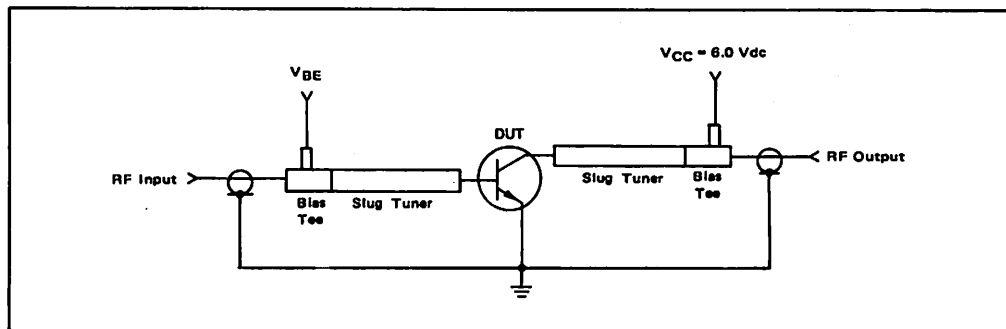 VCC = 6.0 Vdc
VBE
DUT
RF Input
RF Output
Bias
Tee
Slug Tuner
Slug Tuner
Bias
Tee